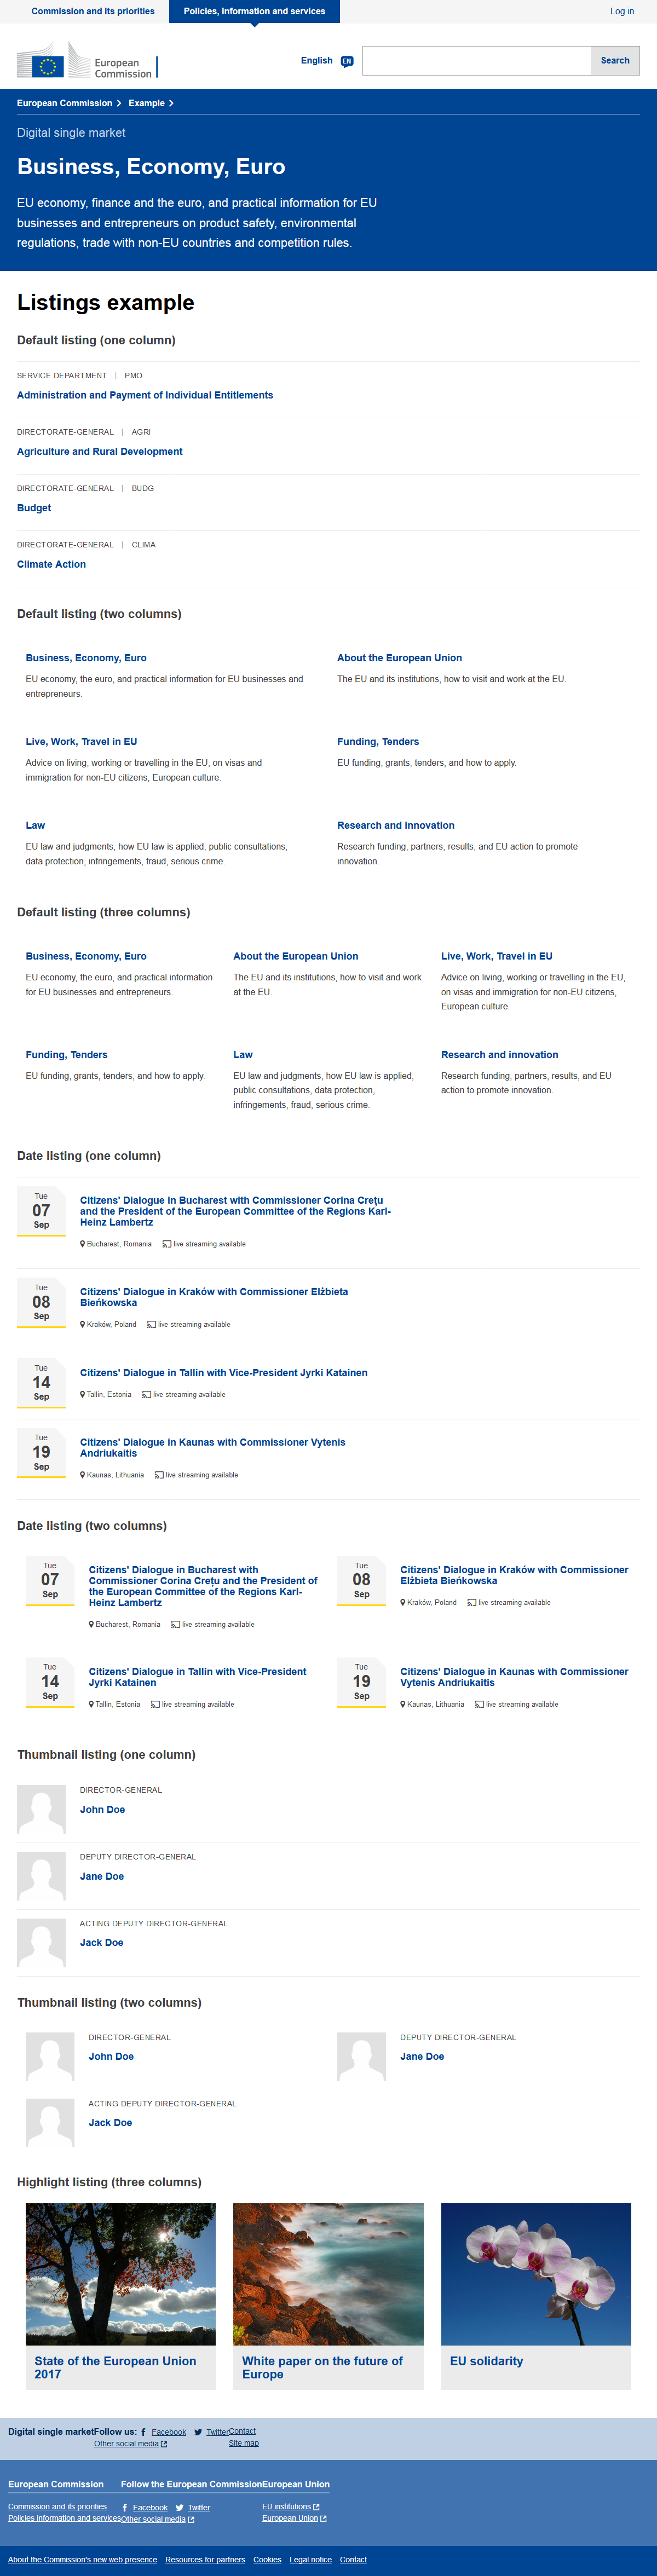 Commission and its priorities
Policies, information and services
Log in
European
Commission
English
EN
Search
European Commission
Example
Digital single market
Business, Economy, Euro
EU economy, finance and the euro, and practical information for EU
businesses and entrepreneurs on product safety, environmental
regulations, trade with non-EU countries and competition rules.
Listings example
Default listing (one column)
SERVICE DEPARTMENT | PMO
Administration and Payment of Individual Entitlements
DIRECTORATE-GENERAL | AGRI
Agriculture and Rural Development
DIRECTORATE-GENERAL | BUDG
Budget
DIRECTORATE-GENERAL | CLIMA
Climate Action
Default listing (two columns)
Business, Economy, Euro
EU economy, the euro, and practical information for EU businesses and
entrepreneurs.
About the European Union
The EU and its institutions, how to visit and work at the EU.
Live, Work, Travel in EU
Advice on living, working or travelling in the EU, on visas and
immigration for non-EU citizens, European culture.
Funding, Tenders
EU funding, grants, tenders, and how to apply.
Law
EU law and judgments, how EU law is applied, public consultations,
data protection, infringements, fraud, serious crime.
Research and innovation
Research funding, partners, results, and EU action to promote
innovation.
Default listing (three columns)
Business, Economy, Euro
EU economy, the euro, and practical information
for EU businesses and entrepreneurs.
About the European Union
The EU and its institutions, how to visit and work
at the EU.
Live, Work, Travel in EU
Advice on living, working or travelling in the EU,
on visas and immigration for non-EU citizens,
European culture.
Funding, Tenders
EU funding, grants, tenders, and how to apply.
Law
EU law and judgments, how EU law is applied,
public consultations, data protection,
infringements, fraud, serious crime.
Research and innovation
Research funding, partners, results, and EU
action to promote innovation.
Date listing (one column)
Tue
07
Sep
Citizens' Dialogue in Bucharest with Commissioner Corina Crețu
and the President of the European Committee of the Regions Karl-
Heinz Lambertz
Bucharest, Romania
live streaming available
Tue
08
Sep
Citizens' Dialogue in Kraków with Commissioner Elżbieta
Bieńkowska
Kraków, Poland
live streaming available
Tue
14
Sep
Citizens' Dialogue in Tallin with Vice-President Jyrki Katainen
Tallin, Estonia
live streaming available
Tue
19
Sep
Citizens' Dialogue in Kaunas with Commissioner Vytenis
Andriukaitis
Kaunas, Lithuania
live streaming available
Date listing (two columns)
Tue
07
Sep
Citizens' Dialogue in Bucharest with
Commissioner Corina Crețu and the President of
the European Committee of the Regions Karl-
Heinz Lambertz
Bucharest, Romania
live streaming available
Tue
08
Sep
Citizens' Dialogue in Kraków with Commissioner
Elżbieta Bieńkowska
Kraków, Poland
live streaming available
Tue
14
Sep
Citizens' Dialogue in Tallin with Vice-President
Jyrki Katainen
Tallin, Estonia
live streaming available
Tue
19
Sep
Citizens' Dialogue in Kaunas with Commissioner
Vytenis Andriukaitis
Kaunas, Lithuania
live streaming available
Thumbnail listing (one column)
DIRECTOR-GENERAL
John Doe
DEPUTY DIRECTOR-GENERAL
Jane Doe
ACTING DEPUTY DIRECTOR-GENERAL
Jack Doe
Thumbnail listing (two columns)
DIRECTOR-GENERAL
John Doe
DEPUTY DIRECTOR-GENERAL
Jane Doe
ACTING DEPUTY DIRECTOR-GENERAL
Jack Doe
Highlight listing (three columns)
State of the European Union
2017
White paper on the future of
Europe
EU solidarity
Digital single market
Follow us:
Facebook
Twitter
Other social media
Contact
Site map
European Commission
Commission and its priorities
Policies information and services
Follow the European Commission
Facebook
Twitter
Other social media
European Union
EU institutions
European Union
About the Commission's new web presence
Resources for partners
Cookies
Legal notice
Contact